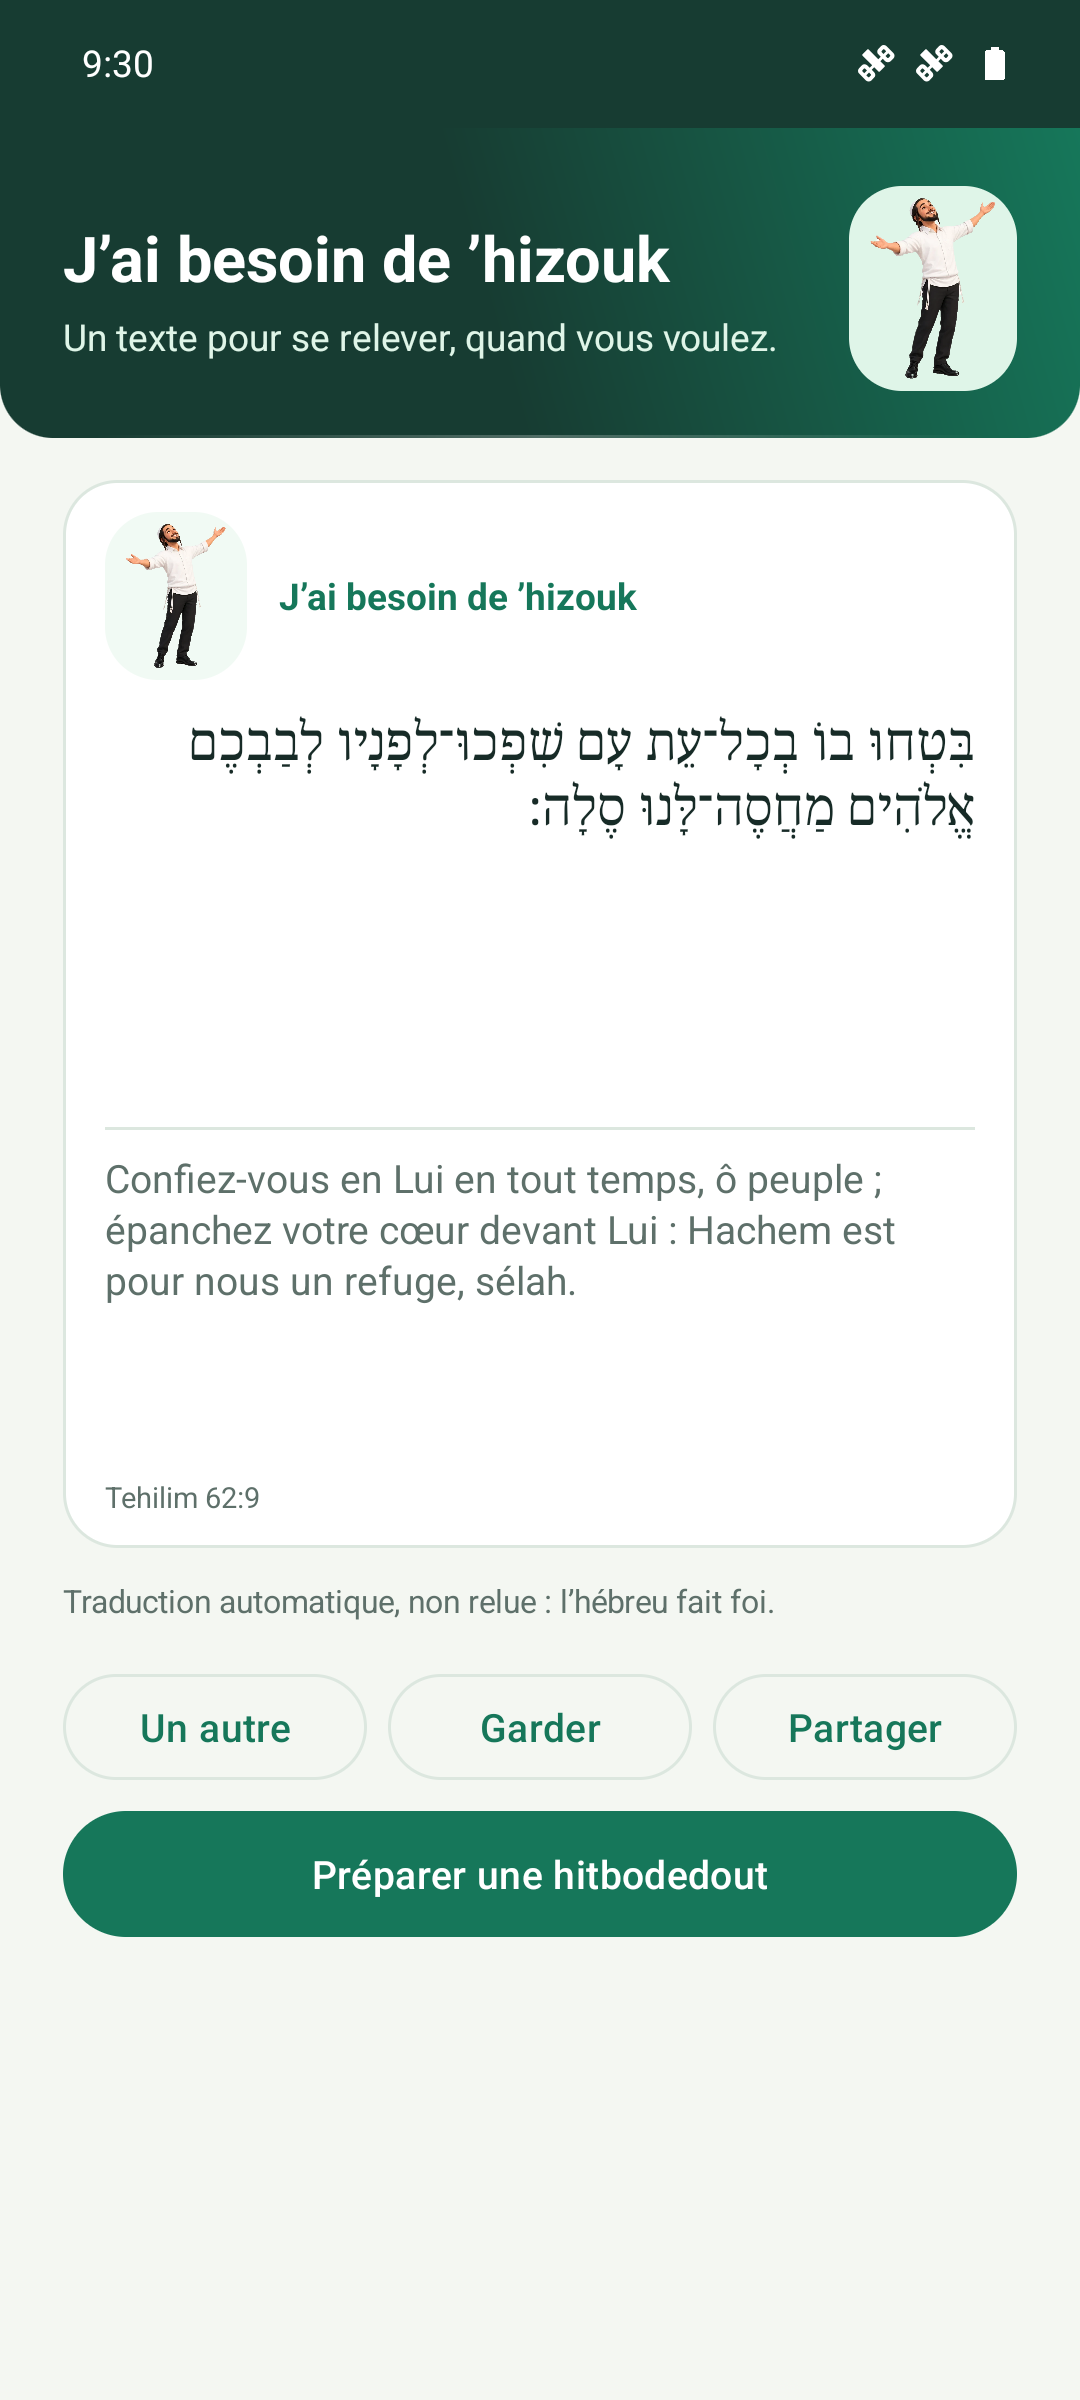 9:30
J’ai besoin de ’hizouk
Un texte pour se relever, quand vous voulez.
J’ai besoin de ’hizouk
בִּטְחוּ בוֹ בְכָל־עֵת עָם שִׁפְכוּ־לְפָנָיו לְבַבְכֶם
אֱלֹהִים מַחֲסֶה־לָּנוּ סֶלָה:
Confiez-vous en Lui en tout temps, ô peuple ;
épanchez votre cœur devant Lui : Hachem est
pour nous un refuge, sélah.
Tehilim 62:9
Traduction automatique, non relue : l’hébreu fait foi.
Un autre
Garder
Partager
Préparer une hitbodedout